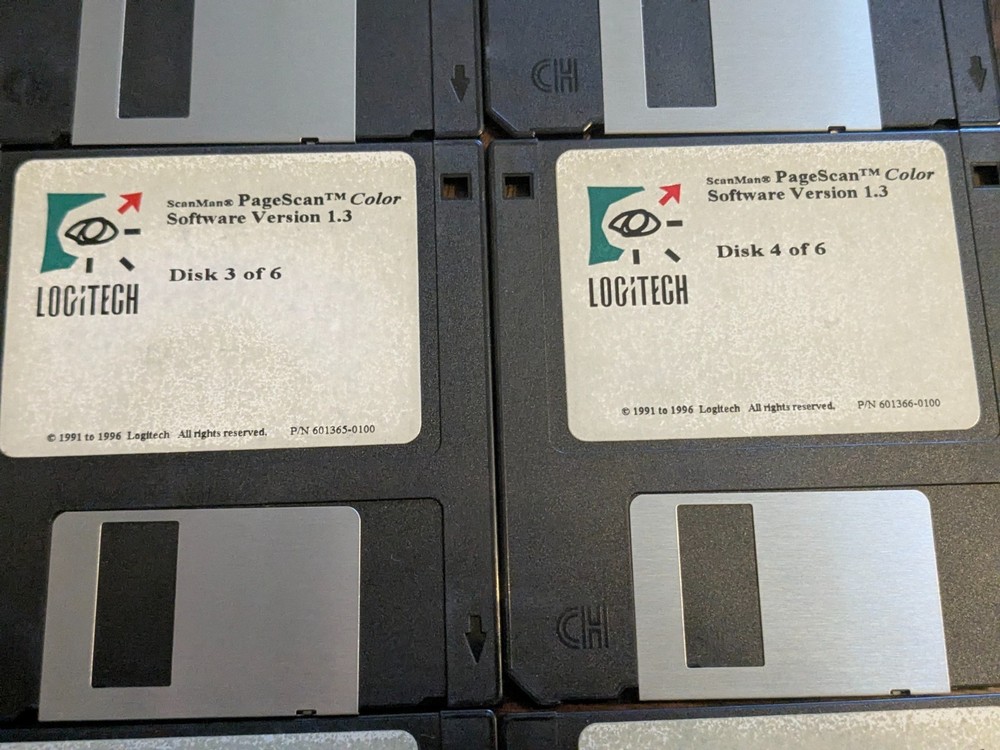 CH
ScanMan® PageScan™ Color
Software Version 1.3
Disk 3 of 6
LOGITECH
© 1991 to 1996 Logitech All rights reserved. P/N 601365-0100
ScanMan® PageScan™ Color
Software Version 1.3
Disk 4 of 6
LOGITECH
© 1991 to 1996 Logitech All rights reserved. P/N 601366-0100
CH